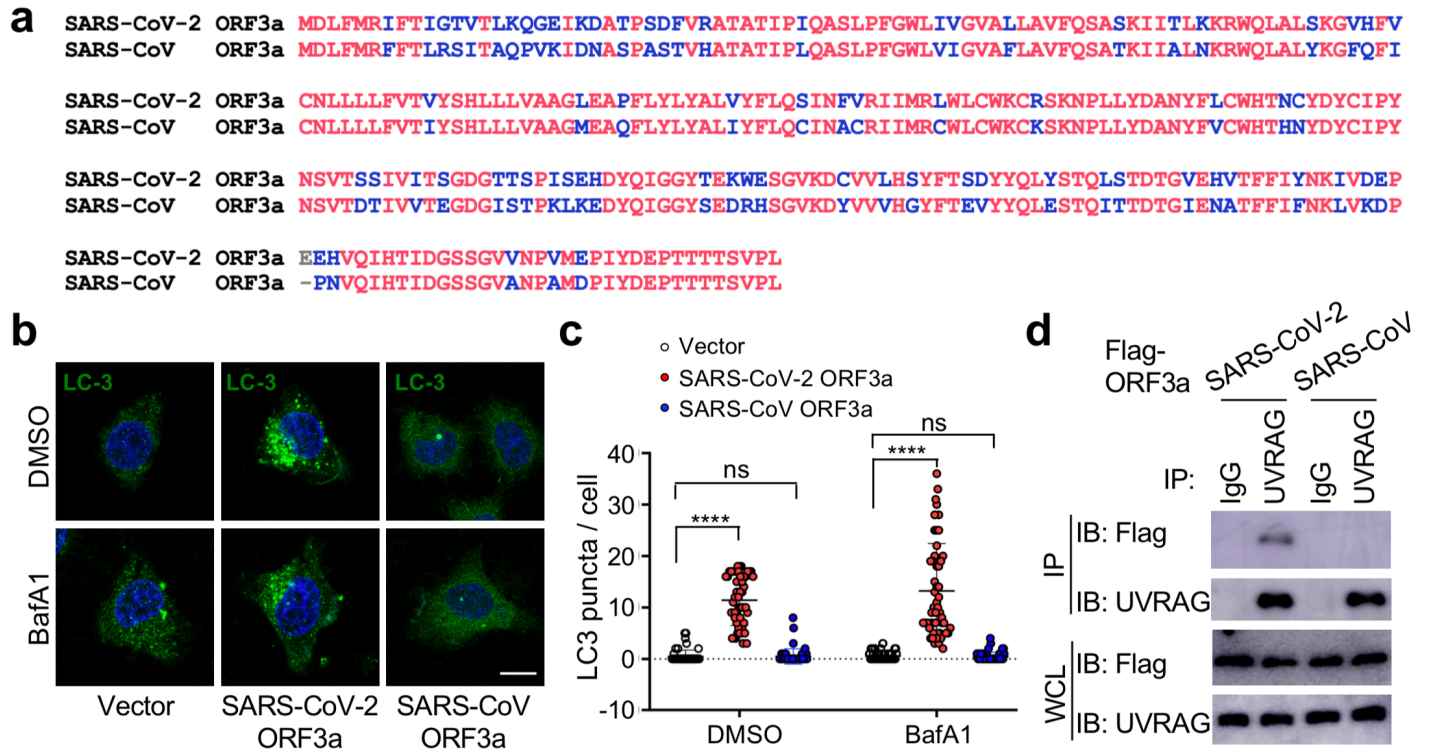 a
SARS-CoV-2 ORF3a MDLFMRIFTIGTVTLKQGEIKDATPSDFVRATATIPIQASLPFGWLIVGVALLAVFQSASKIITLKKRWQLALSKGVHFV
SARS-CoV ORF3a MDLFMRFFTLRSITAQPVKIDNASPASTVHATATIPLQASLPFGWLVIGVAFLAVFQSATKIIALNKRWQLALYKGFQFI
SARS-CoV-2 ORF3a CNLLLLFVTVYSHLLLVAAGLEAPFLYLYALVYFLQSINFVRIIMRLWLCWKCRSKNPLLYDANYFLCWHTNCYDYCIPY
SARS-CoV ORF3a CNLLLLFVTIYSHLLLVAAGMEAQFLYLYALIYFLQCINACRIIMRCWLCWKCKSKNPLLYDANYFVCWHTHNYDYCIPY
SARS-CoV-2 ORF3a NSVTSSIVITSGDGTTSPISEHDYQIGGYTEKWESGVKDCVVLHSYFTSDYYQLYSTQLSTDTGVEHVTFFIYNKIVDEP
SARS-CoV ORF3a NSVTDTIVVTEGDGISTPKLKEDYQIGGYSEDRHSGVKDYVVVHGYFTEVYYQLESTQITTDTGIENATFFIFNKLVKDP
SARS-CoV-2 ORF3a EEHVQIHTIDGSSGVVNPVMEPIYDEPTTTTSVPL
SARS-CoV ORF3a -PNVQIHTIDGSSGVANPAMDPIYDEPTTTTSVPL
b
LC-3
LC-3
LC-3
DMSO
BafA1
Vector
SARS-CoV-2
ORF3a
SARS-CoV
ORF3a
c
Vector
SARS-CoV-2 ORF3a
SARS-CoV ORF3a
LC3 puncta / cell
40
30
20
10
0
-10
ns
****
ns
****
DMSO
BafA1
d
Flag-
ORF3a
SARS-CoV-2
SARS-CoV
IP:
IgG
UVRAG
IgG
UVRAG
IP
IB: Flag
IB: UVRAG
WCL
IB: Flag
IB: UVRAG